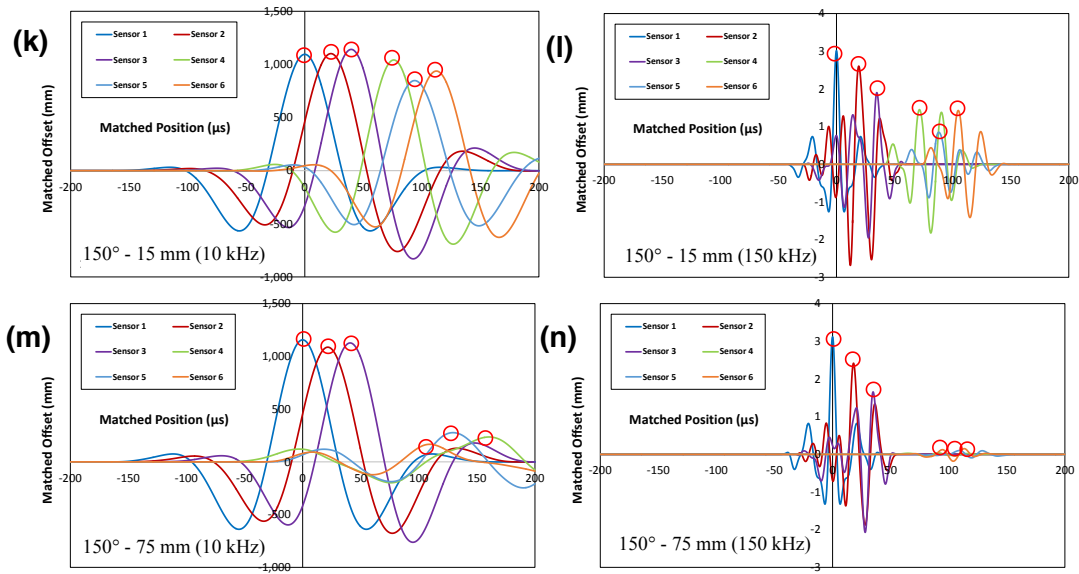 (k)
1,500
1,000
500
0
-500
-1,000
-200
-150
-100
-50
0
50
100
150
200
Matched Offset (mm)
Matched Position (µs)
Sensor 1
Sensor 2
Sensor 3
Sensor 4
Sensor 5
Sensor 6
150° - 15 mm (10 kHz)
(l)
4
3
2
1
0
-1
-2
-3
-200
-150
-100
-50
0
50
100
150
200
Matched Offset (mm)
Matched Position (µs)
Sensor 1
Sensor 2
Sensor 3
Sensor 4
Sensor 5
Sensor 6
150° - 15 mm (150 kHz)
(m)
1,500
1,000
500
0
-500
-1,000
-200
-150
-100
-50
0
50
100
150
200
Matched Offset (mm)
Matched Position (µs)
Sensor 1
Sensor 2
Sensor 3
Sensor 4
Sensor 5
Sensor 6
150° - 75 mm (10 kHz)
(n)
4
3
2
1
0
-1
-2
-3
-200
-150
-100
-50
0
50
100
150
200
Matched Offset (mm)
Matched Position (µs)
Sensor 1
Sensor 2
Sensor 3
Sensor 4
Sensor 5
Sensor 6
150° - 75 mm (150 kHz)